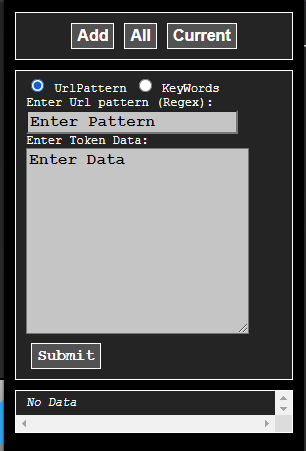 Add All Current
UrlPattern KeyWords
Enter Url pattern (Regex):
Enter Pattern
Enter Token Data:
Enter Data
Submit
No Data